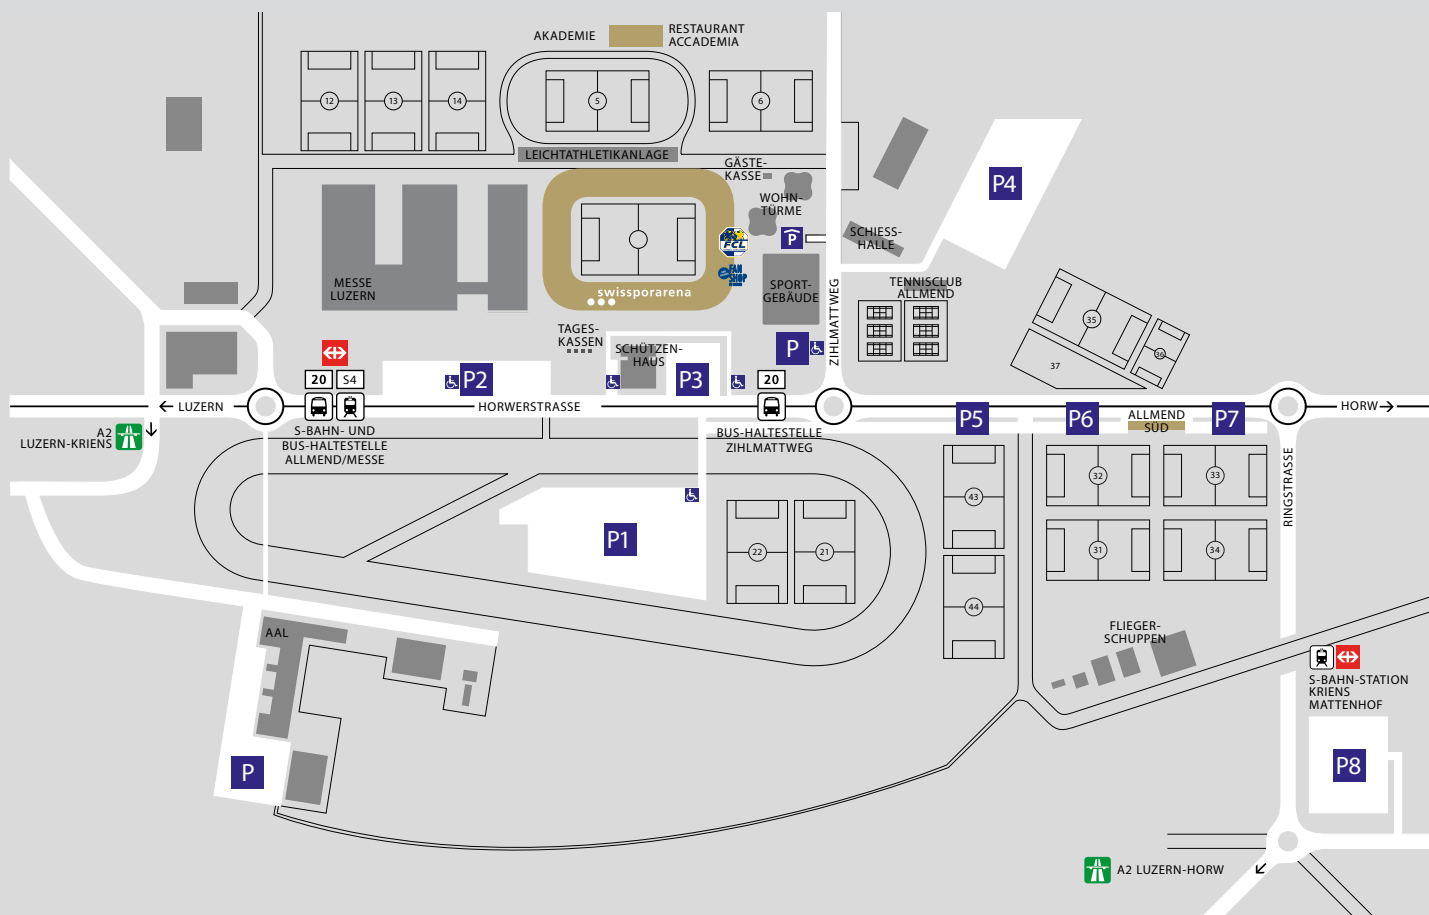 AKADEMIE
RESTAURANT
ACCADEMIA
12
13
14
5
6
LEICHTATHLETIKANLAGE
GÄSTE-
KASSE
WOHN-
TÜRME
P
P4
SCHIESS-
HALLE
FCL
FAN
SHOP
MESSE
LUZERN
swissporarena
SPORT-
GEBÄUDE
ZIHLMATTWEG
TENNISCLUB
ALLMEND
35
36
37
TAGES-
KASSEN
SCHÜTZEN-
HAUS
P
20
S4
P2
P3
20
← LUZERN
HORWERSTRASSE
HORW →
A2
LUZERN-KRIENS
S-BAHN- UND
BUS-HALTESTELLE
ALLMEND/MESSE
BUS-HALTESTELLE
ZIHLMATTWEG
P5
P6
ALLMEND
SÜD
P7
RINGSTRASSE
P1
22
21
43
44
32
33
31
34
AAL
P
FLIEGER-
SCHUPPEN
S-BAHN-STATION
KRIENS
MATTENHOF
P8
A2 LUZERN-HORW